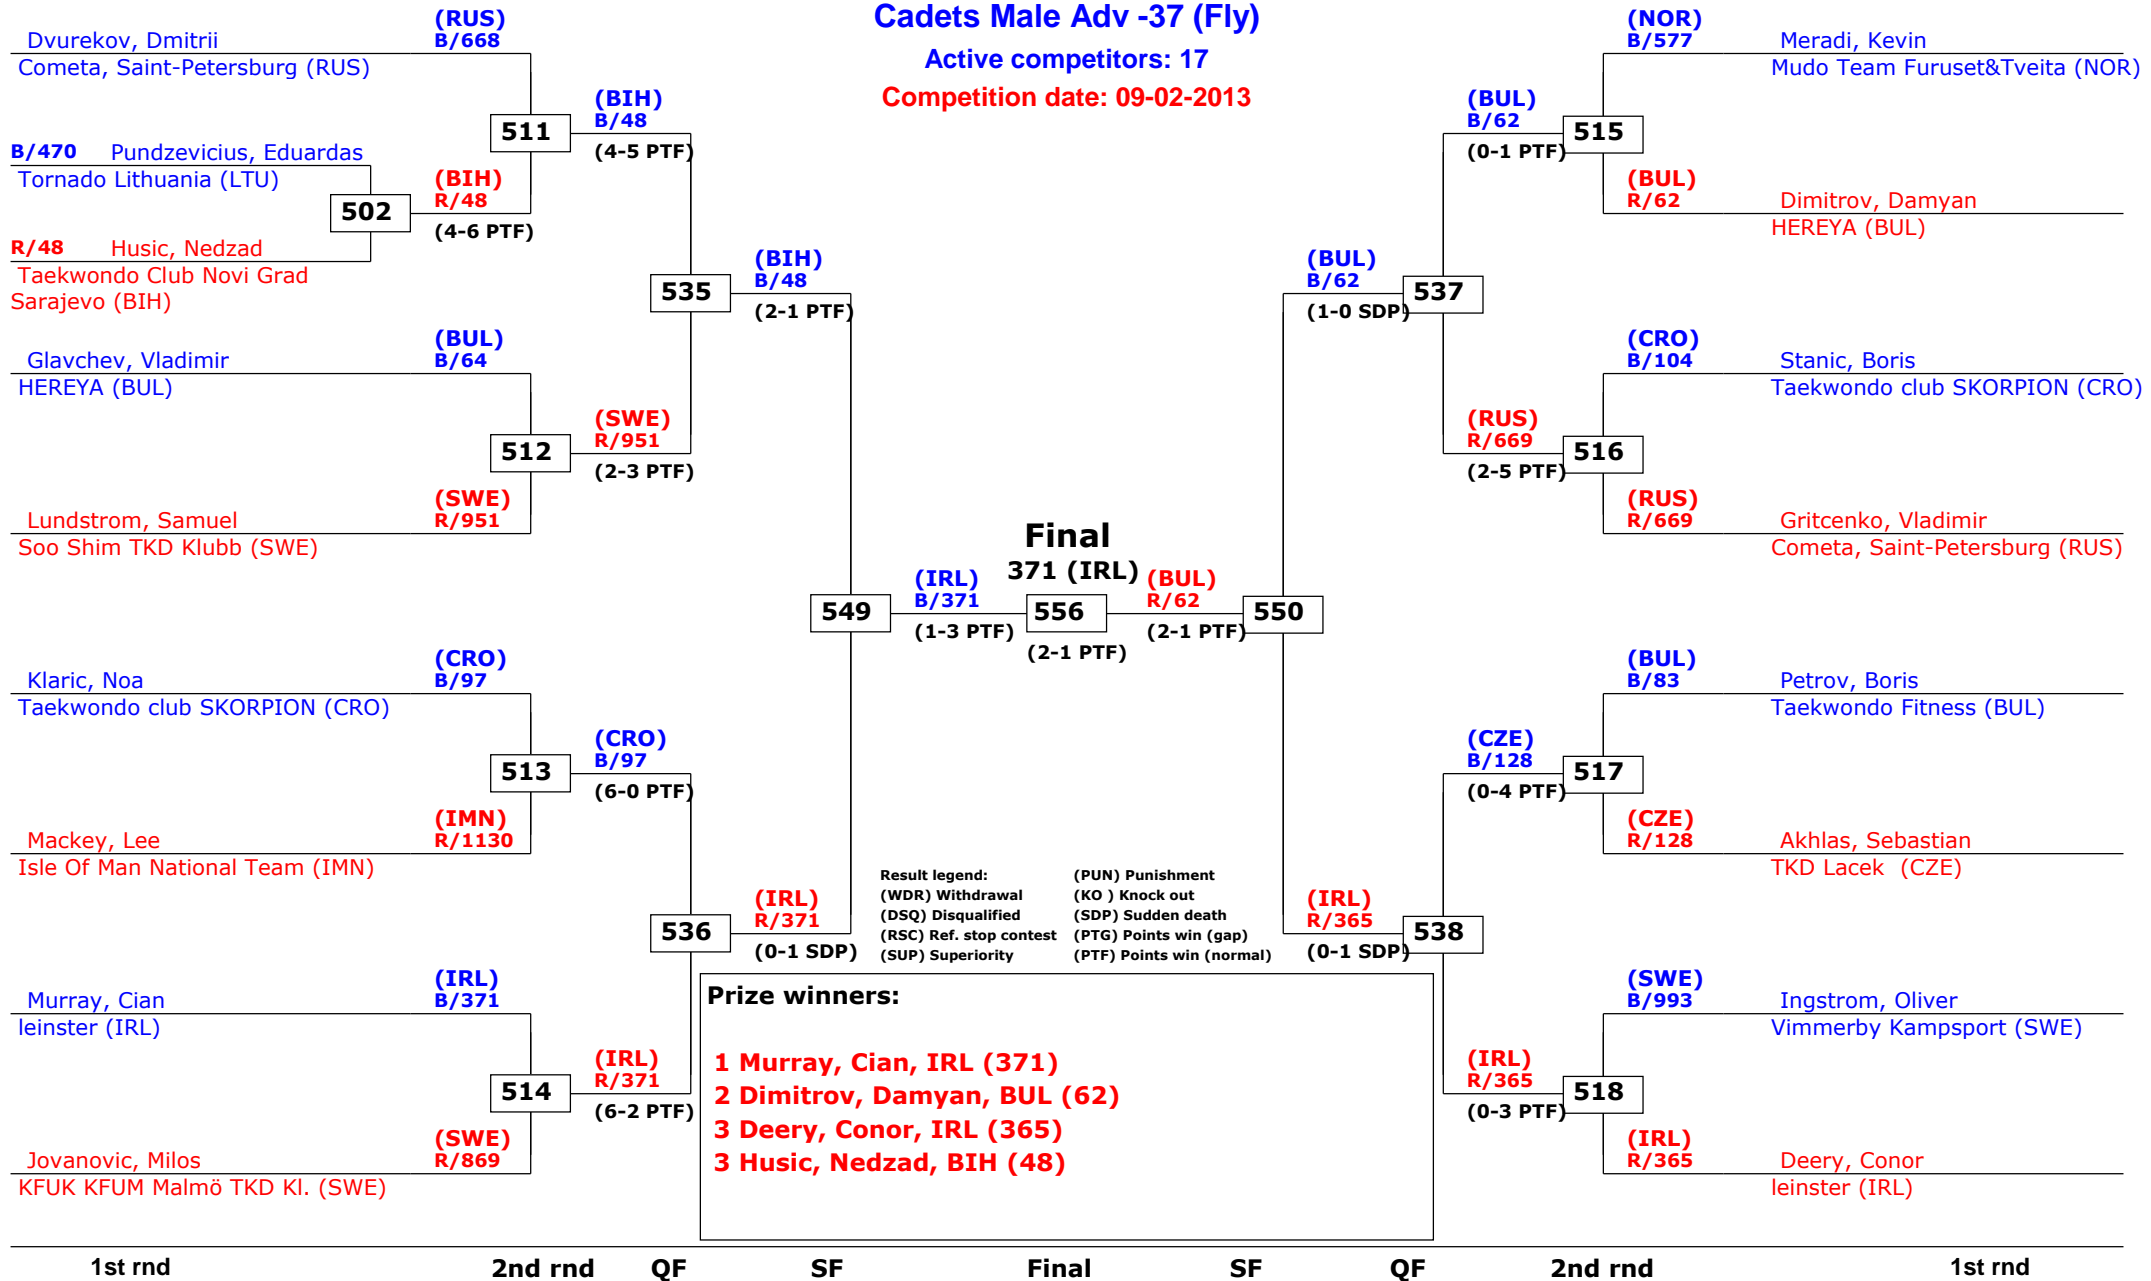 Cadets Male Adv -37 (Fly)
Active competitors: 17
Competition date: 09-02-2013
(RUS)
B/668
Dvurekov, Dmitrii
Cometa, Saint-Petersburg (RUS)
511
(BIH)
B/48
(4-5 PTF)
B/470 Pundzevicius, Eduardas
Tornado Lithuania (LTU)
502
(BIH)
R/48
(4-6 PTF)
R/48 Husic, Nedzad
Taekwondo Club Novi Grad
Sarajevo (BIH)
535
(BIH)
B/48
(2-1 PTF)
(BUL)
B/64
Glavchev, Vladimir
HEREYA (BUL)
512
(SWE)
R/951
(2-3 PTF)
(SWE)
R/951
Lundstrom, Samuel
Soo Shim TKD Klubb (SWE)
549
(IRL)
B/371
(1-3 PTF)
(CRO)
B/97
Klaric, Noa
Taekwondo club SKORPION (CRO)
513
(CRO)
B/97
(6-0 PTF)
(IMN)
R/1130
Mackey, Lee
Isle Of Man National Team (IMN)
536
(IRL)
R/371
(0-1 SDP)
(IRL)
B/371
Murray, Cian
leinster (IRL)
514
(IRL)
R/371
(6-2 PTF)
(SWE)
R/869
Jovanovic, Milos
KFUK KFUM Malmö TKD Kl. (SWE)
Final
371 (IRL)
556
(2-1 PTF)
(BUL)
R/62
(2-1 PTF)
550
(NOR)
B/577
Meradi, Kevin
Mudo Team Furuset&Tveita (NOR)
(BUL)
B/62
(0-1 PTF)
515
(BUL)
R/62
Dimitrov, Damyan
HEREYA (BUL)
(BUL)
B/62
(1-0 SDP)
537
(CRO)
B/104
Stanic, Boris
Taekwondo club SKORPION (CRO)
(RUS)
R/669
(2-5 PTF)
516
(RUS)
R/669
Gritcenko, Vladimir
Cometa, Saint-Petersburg (RUS)
(BUL)
B/83
Petrov, Boris
Taekwondo Fitness (BUL)
(CZE)
B/128
(0-4 PTF)
517
(CZE)
R/128
Akhlas, Sebastian
TKD Lacek (CZE)
(IRL)
R/365
(0-1 SDP)
538
(SWE)
B/993
Ingstrom, Oliver
Vimmerby Kampsport (SWE)
(IRL)
R/365
(0-3 PTF)
518
(IRL)
R/365
Deery, Conor
leinster (IRL)
Result legend:
(WDR) Withdrawal
(DSQ) Disqualified
(RSC) Ref. stop contest
(SUP) Superiority
(PUN) Punishment
(KO ) Knock out
(SDP) Sudden death
(PTG) Points win (gap)
(PTF) Points win (normal)
Prize winners:
1 Murray, Cian, IRL (371)
2 Dimitrov, Damyan, BUL (62)
3 Deery, Conor, IRL (365)
3 Husic, Nedzad, BIH (48)
1st rnd 2nd rnd QF SF Final SF QF 2nd rnd 1st rnd